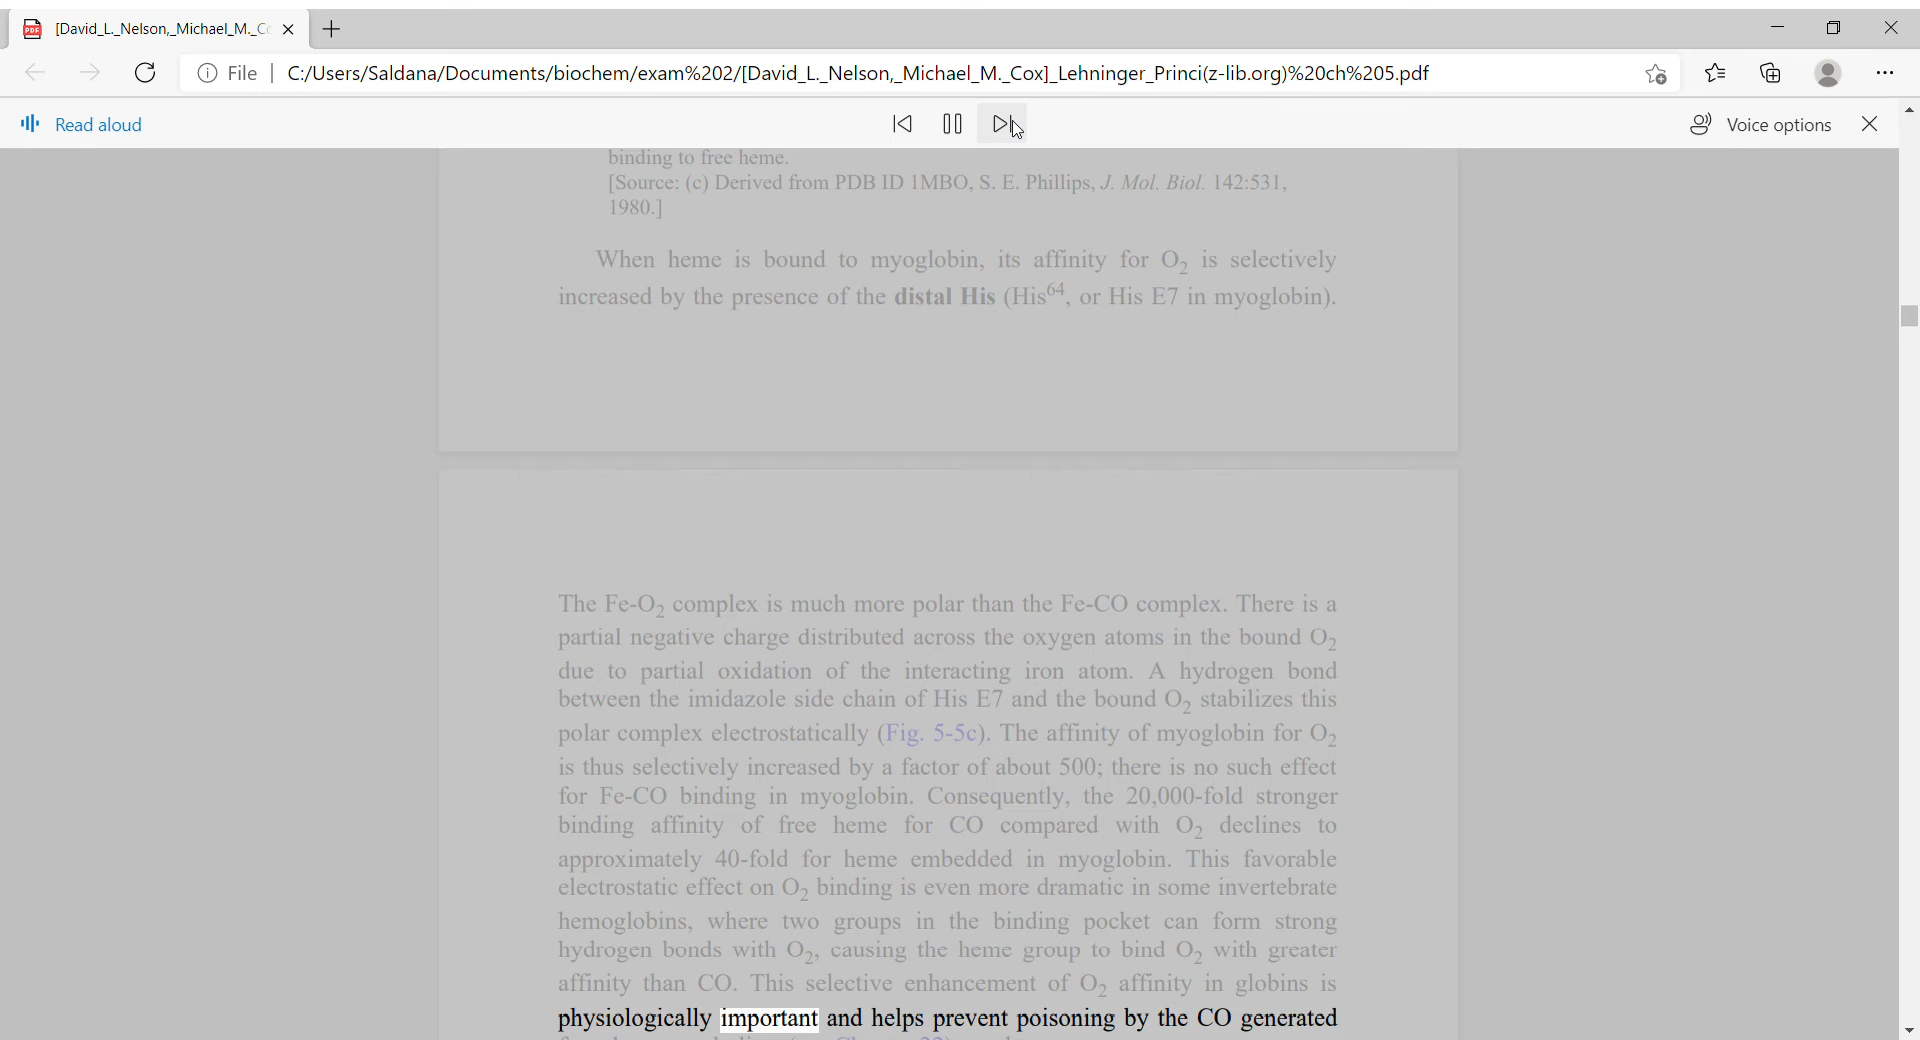 [David_L._Nelson,_Michael_M._Co
File
C:/Users/Saldana/Documents/biochem/exam%202/[David_L._Nelson,_Michael_M._Cox]_Lehninger_Princi(z-lib.org)%20ch%205.pdf
Read aloud
Voice options
binding to free heme.
[Source: (c) Derived from PDB ID 1MBO, S. E. Phillips, J. Mol. Biol. 142:531,
1980.]
When heme is bound to myoglobin, its affinity for O₂ is selectively
increased by the presence of the distal His (His⁶⁴, or His E7 in myoglobin).
The Fe-O₂ complex is much more polar than the Fe-CO complex. There is a
partial negative charge distributed across the oxygen atoms in the bound O₂
due to partial oxidation of the interacting iron atom. A hydrogen bond
between the imidazole side chain of His E7 and the bound O₂ stabilizes this
polar complex electrostatically (Fig. 5-5c). The affinity of myoglobin for O₂
is thus selectively increased by a factor of about 500; there is no such effect
for Fe-CO binding in myoglobin. Consequently, the 20,000-fold stronger
binding affinity of free heme for CO compared with O₂ declines to
approximately 40-fold for heme embedded in myoglobin. This favorable
electrostatic effect on O₂ binding is even more dramatic in some invertebrate
hemoglobins, where two groups in the binding pocket can form strong
hydrogen bonds with O₂, causing the heme group to bind O₂ with greater
affinity than CO. This selective enhancement of O₂ affinity in globins is
physiologically important and helps prevent poisoning by the CO generated